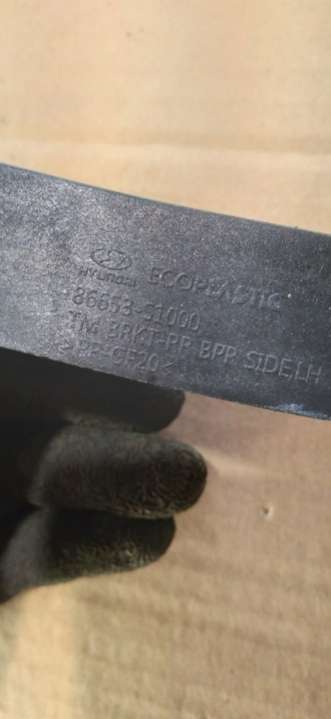 HYUNDAI ECOPLASTIC
86653-S1000
TM BRKT-RR BPR SIDE,LH
>PP-GF20<